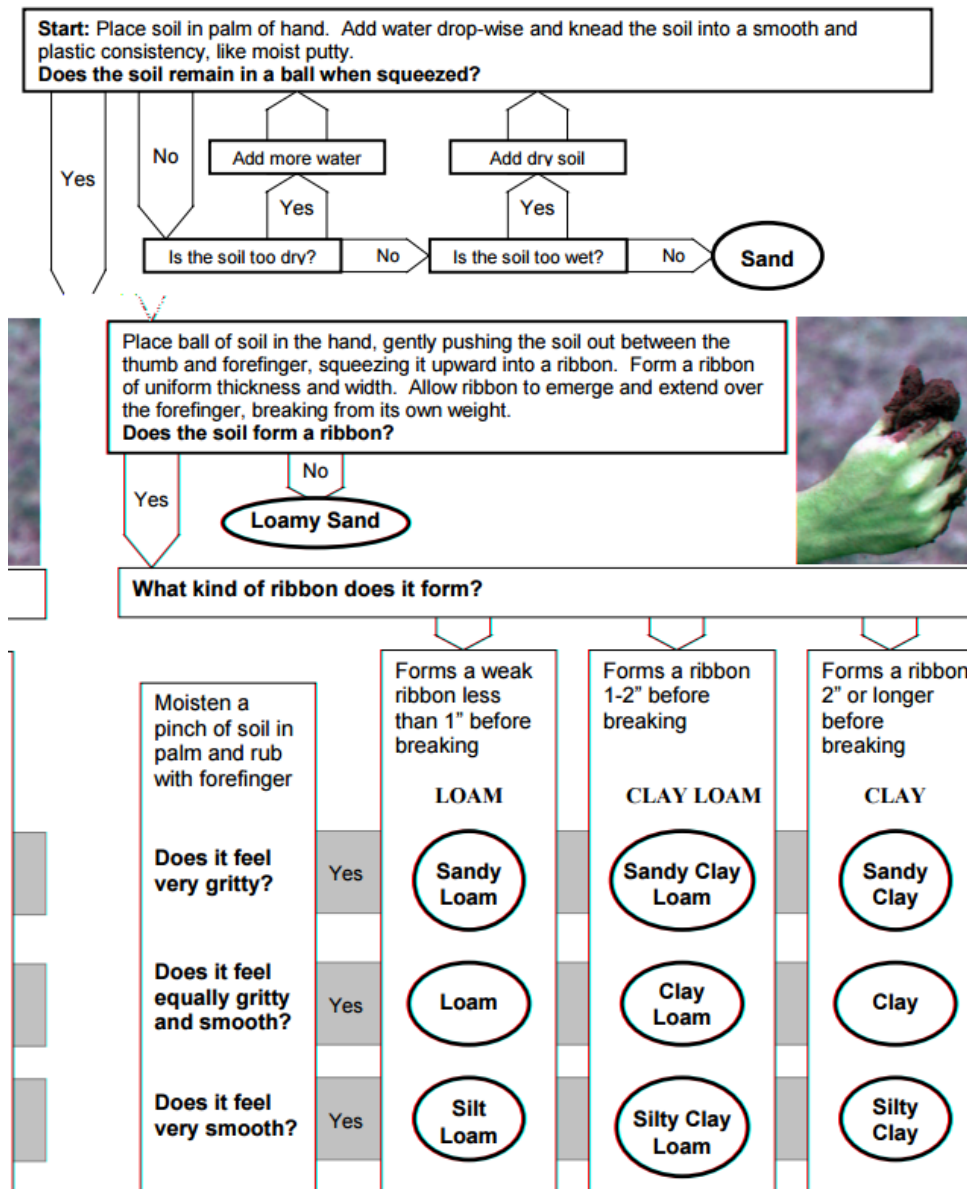 Start: Place soil in palm of hand. Add water drop-wise and knead the soil into a smooth and
plastic consistency, like moist putty.
Does the soil remain in a ball when squeezed?
Yes
No
Add more water
Add dry soil
Yes
Yes
Is the soil too dry?
No
Is the soil too wet?
No
Sand
Place ball of soil in the hand, gently pushing the soil out between the
thumb and forefinger, squeezing it upward into a ribbon. Form a ribbon
of uniform thickness and width. Allow ribbon to emerge and extend over
the forefinger, breaking from its own weight.
Does the soil form a ribbon?
Yes
No
Loamy Sand
What kind of ribbon does it form?
Moisten a
pinch of soil in
palm and rub
with forefinger
Forms a weak
ribbon less
than 1” before
breaking
LOAM
Forms a ribbon
1-2” before
breaking
CLAY LOAM
Forms a ribbon
2” or longer
before
breaking
CLAY
Does it feel
very gritty?
Yes
Sandy
Loam
Sandy Clay
Loam
Sandy
Clay
Does it feel
equally gritty
and smooth?
Yes
Loam
Clay
Loam
Clay
Does it feel
very smooth?
Yes
Silt
Loam
Silty Clay
Loam
Silty
Clay